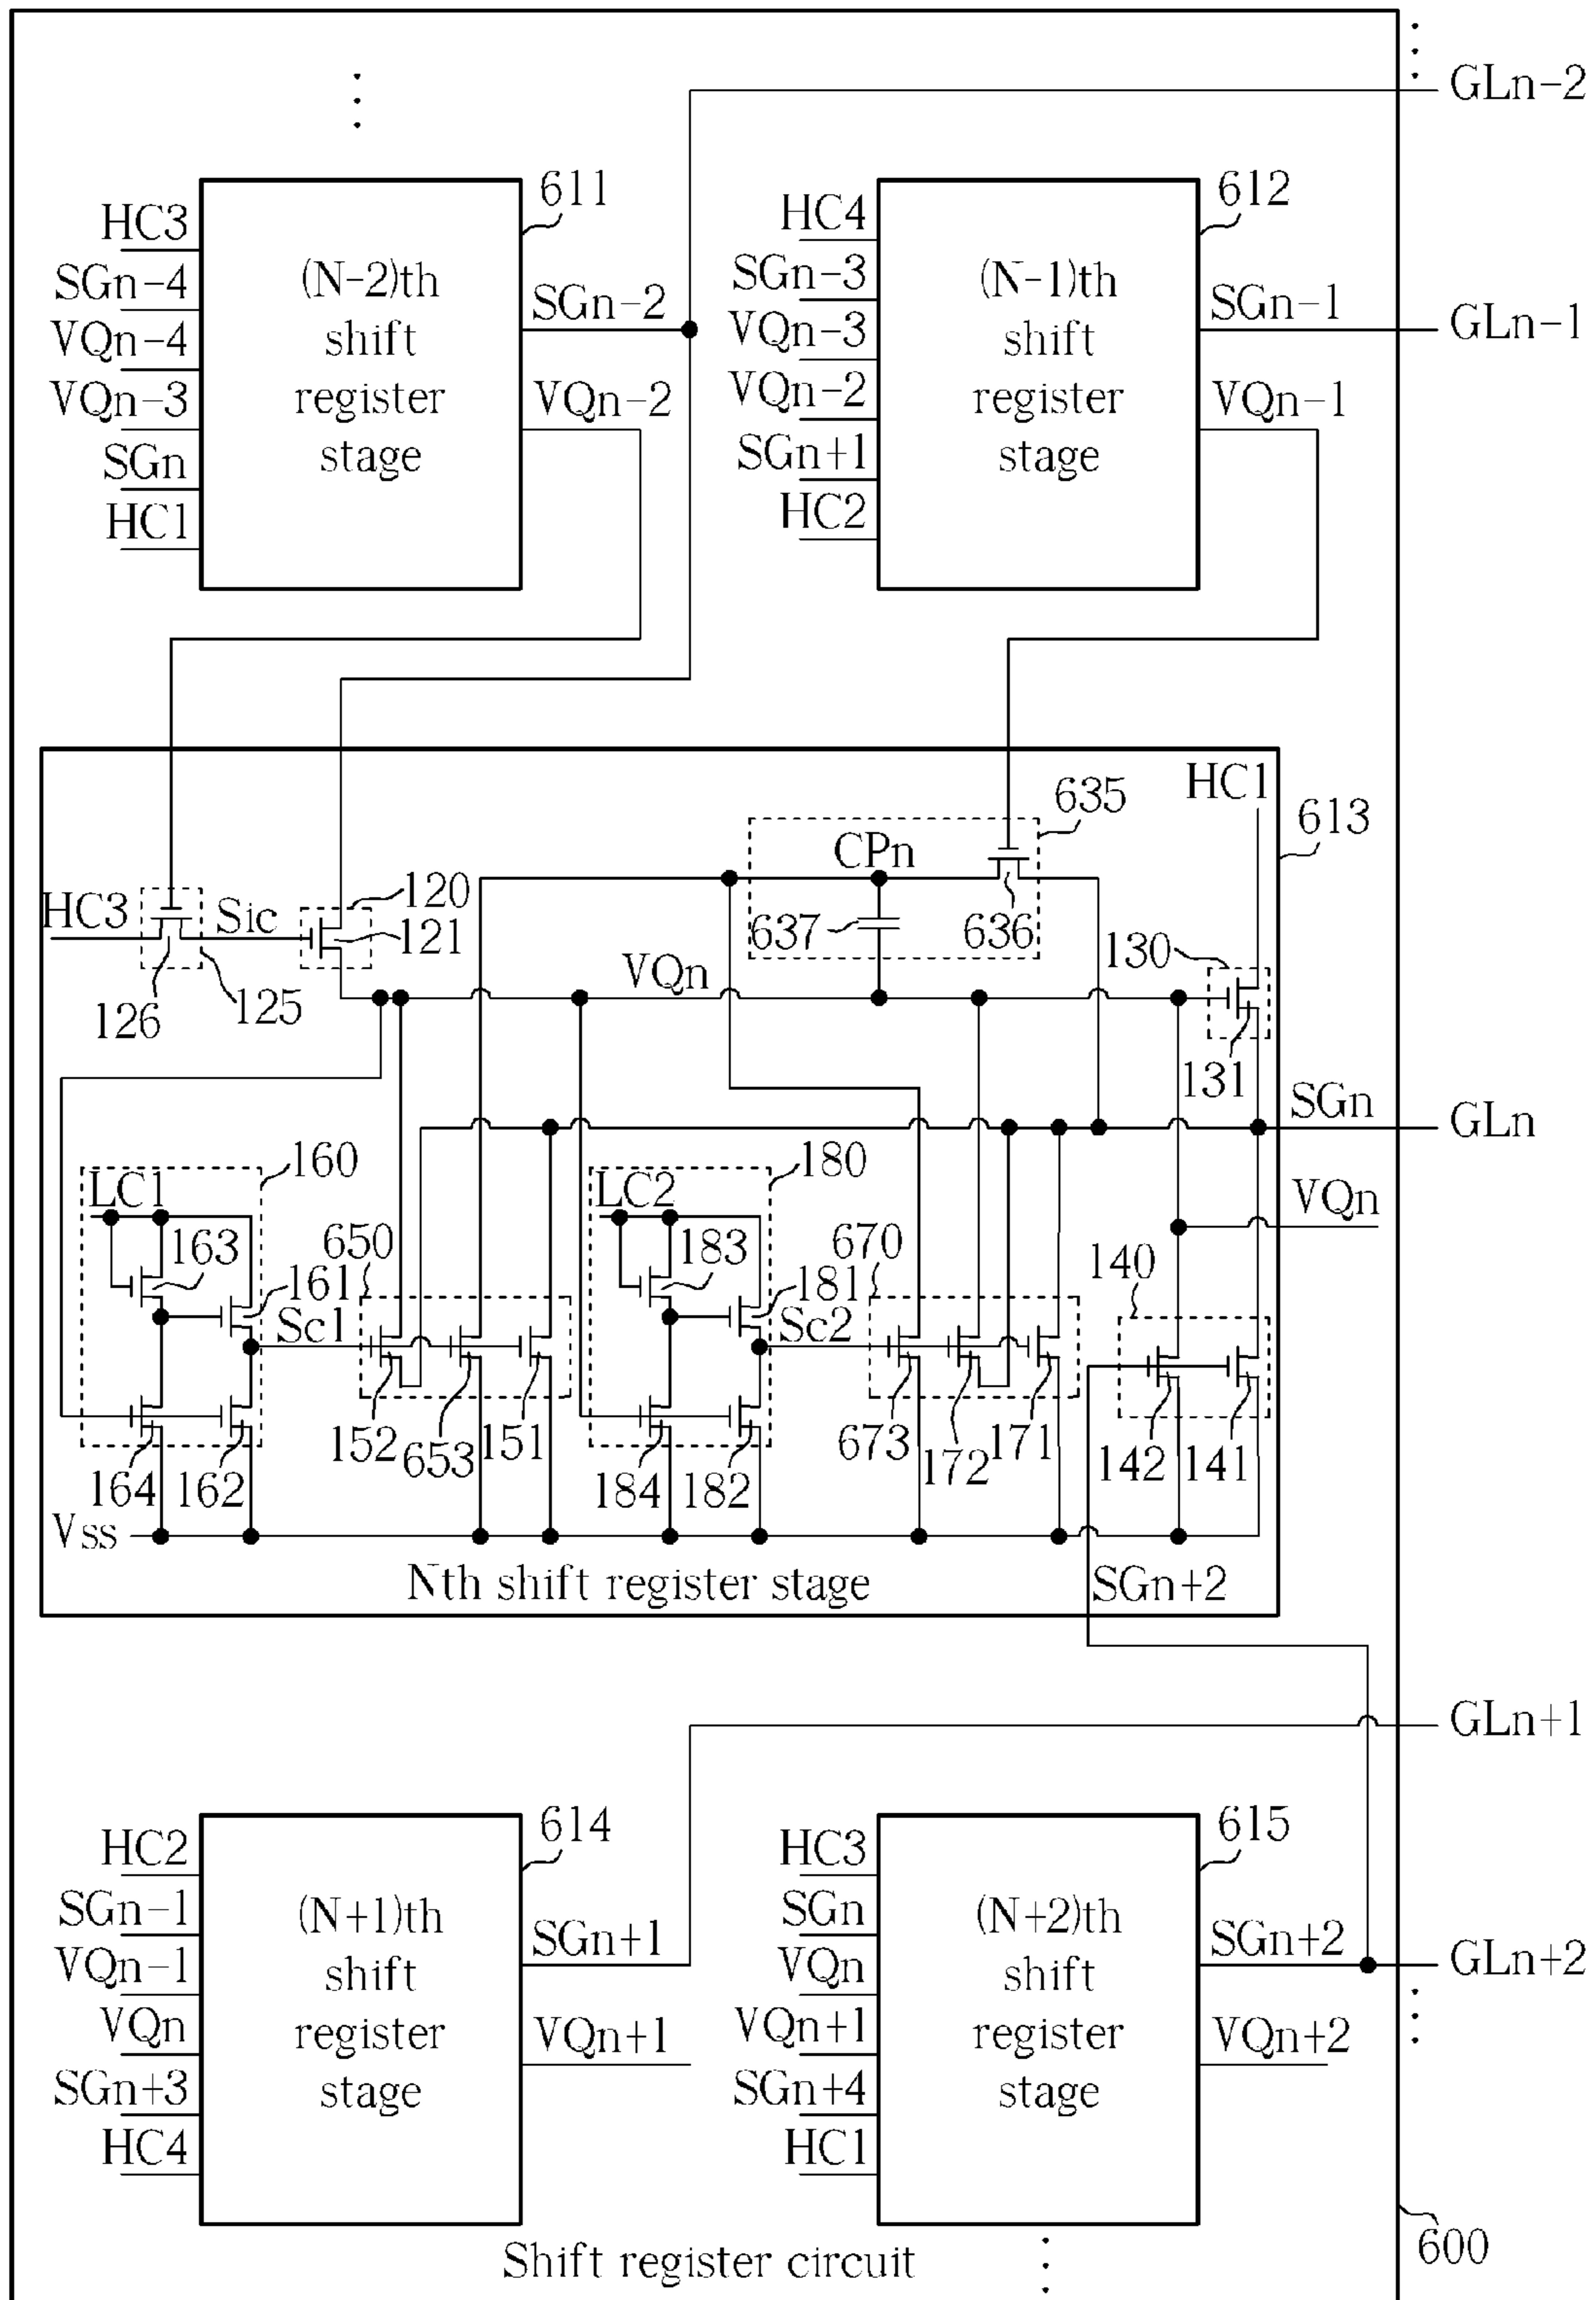 GLn-2
611
612
HC3
SGn-4
VQn-4
VQn-3
SGn
HC1
(N-2)th
shift
register
stage
SGn-2
VQn-2
HC4
SGn-3
VQn-3
VQn-2
SGn+1
HC2
(N-1)th
shift
register
stage
SGn-1
VQn-1
GLn-1
HC1
635
613
CPn
120
HC3
Sic
121
637
636
130
VQn
126
125
131
SGn
GLn
160
180
LC1
LC2
VQn
163
650
183
670
140
161
181
Sc1
Sc2
152
653
151
673
172
171
142
141
164
162
184
182
Vss
Nth shift register stage
SGn+2
GLn+1
614
615
HC2
SGn-1
VQn-1
VQn
SGn+3
HC4
(N+1)th
shift
register
stage
SGn+1
VQn+1
HC3
SGn
VQn
VQn+1
SGn+4
HC1
(N+2)th
shift
register
stage
SGn+2
VQn+2
GLn+2
600
Shift register circuit